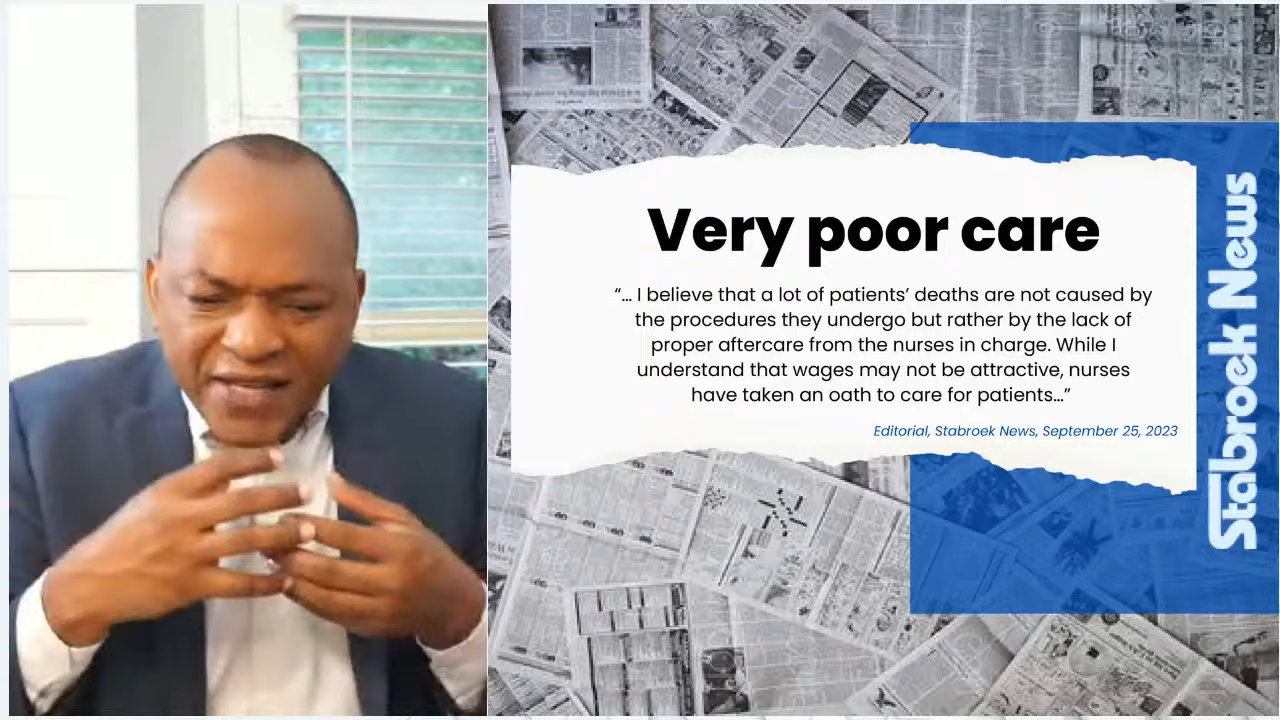 Very poor care
“... I believe that a lot of patients’ deaths are not caused by
the procedures they undergo but rather by the lack of
proper aftercare from the nurses in charge. While I
understand that wages may not be attractive, nurses
have taken an oath to care for patients...”
Editorial, Stabroek News, September 25, 2023
Stabroek News